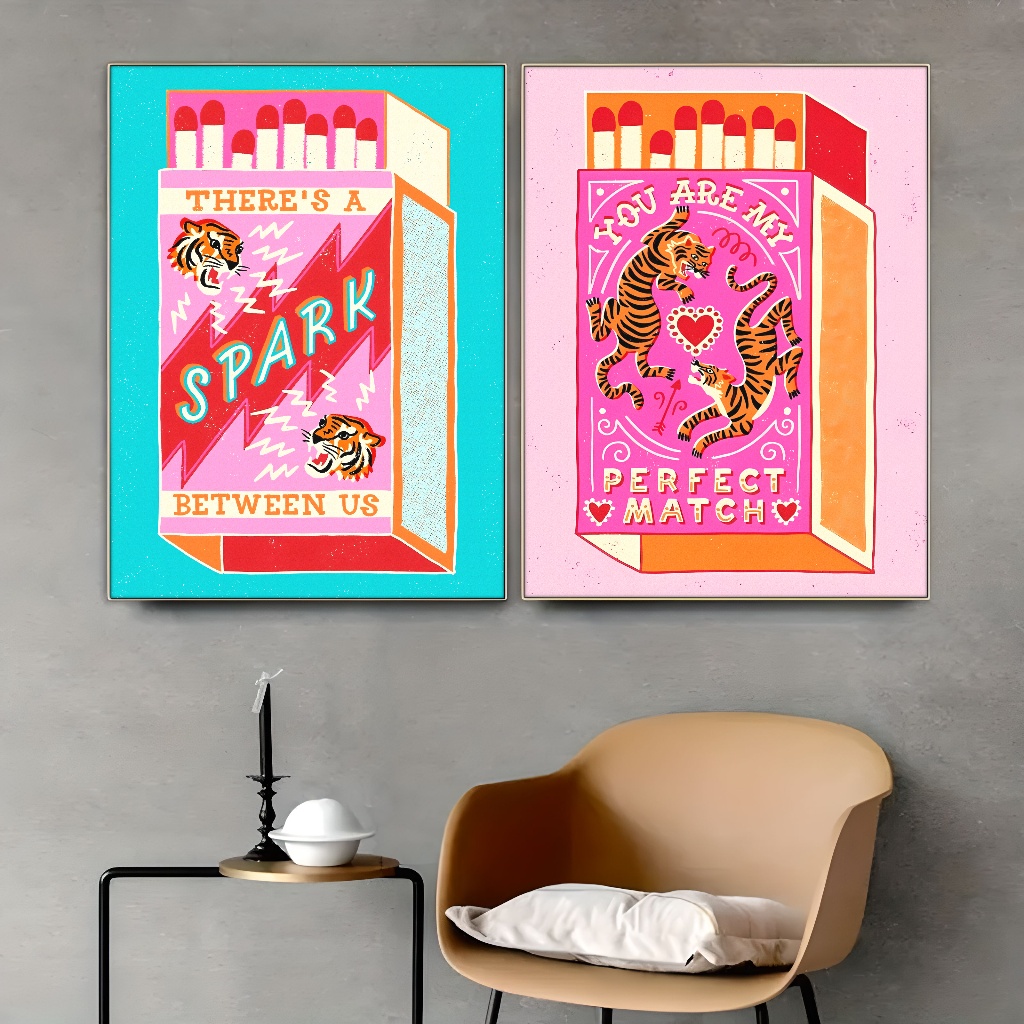 THERE'S A
SPARK
BETWEEN US
YOU ARE MY
PERFECT
MATCH